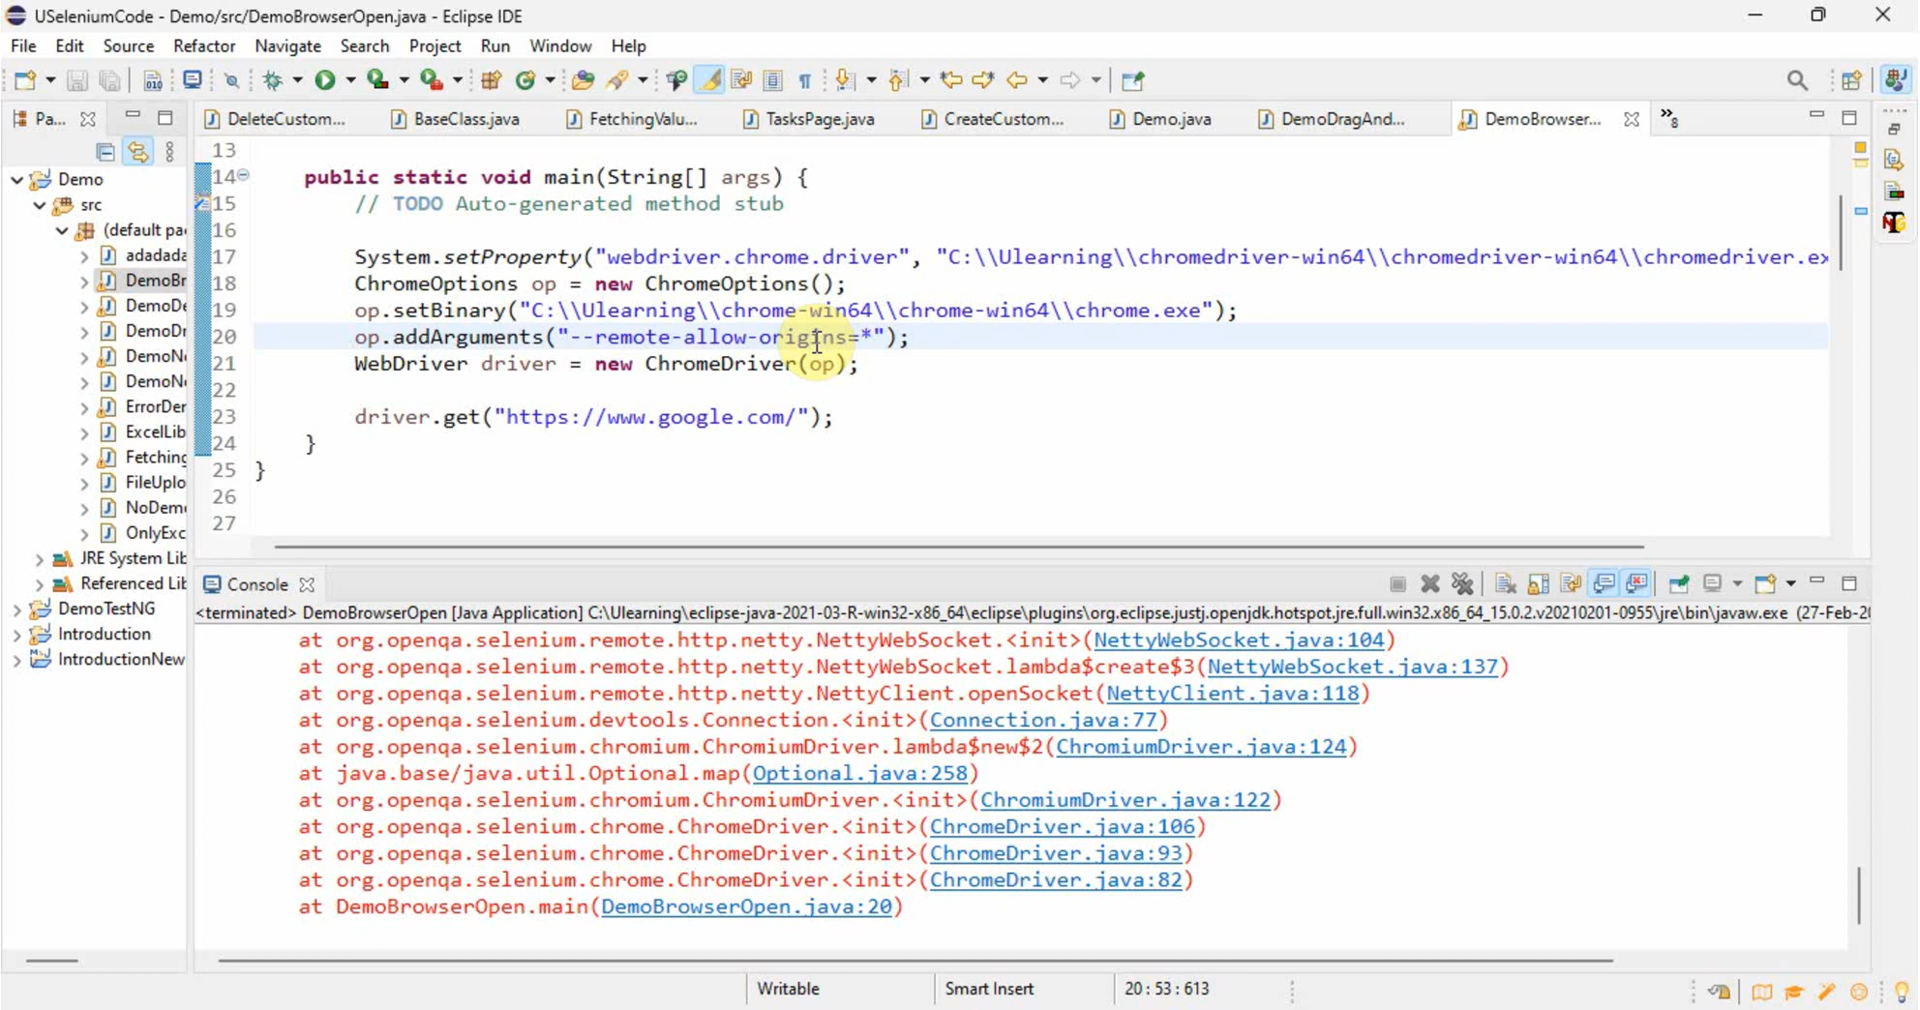 USeleniumCode - Demo/src/DemoBrowserOpen.java - Eclipse IDE
File Edit Source Refactor Navigate Search Project Run Window Help
Pa... DeleteCustom... BaseClass.java FetchingValu... TasksPage.java CreateCustom... Demo.java DemoDragAnd... DemoBrowser... »8
Demo
src
(default pa
adadada
DemoBr
DemoDe
DemoDr
DemoNe
DemoNe
ErrorDer
ExcelLib
Fetching
FileUplo
NoDem
OnlyExc
JRE System Lib
Referenced Lib
DemoTestNG
Introduction
IntroductionNew
13
14 public static void main(String[] args) {
15 // TODO Auto-generated method stub
16
17 System.setProperty("webdriver.chrome.driver", "C:\\Ulearning\\chromedriver-win64\\chromedriver-win64\\chromedriver.ex
18 ChromeOptions op = new ChromeOptions();
19 op.setBinary("C:\\Ulearning\\chrome-win64\\chrome-win64\\chrome.exe");
20 op.addArguments("--remote-allow-origins=*");
21 WebDriver driver = new ChromeDriver(op);
22
23 driver.get("https://www.google.com/");
24 }
25 }
26
27
Console
<terminated> DemoBrowserOpen [Java Application] C:\Ulearning\eclipse-java-2021-03-R-win32-x86_64\eclipse\plugins\org.eclipse.justj.openjdk.hotspot.jre.full.win32.x86_64_15.0.2.v20210201-0955\jre\bin\javaw.exe (27-Feb-20
at org.openqa.selenium.remote.http.netty.NettyWebSocket.<init>(NettyWebSocket.java:104)
at org.openqa.selenium.remote.http.netty.NettyWebSocket.lambda$create$3(NettyWebSocket.java:137)
at org.openqa.selenium.remote.http.netty.NettyClient.openSocket(NettyClient.java:118)
at org.openqa.selenium.devtools.Connection.<init>(Connection.java:77)
at org.openqa.selenium.chromium.ChromiumDriver.lambda$new$2(ChromiumDriver.java:124)
at java.base/java.util.Optional.map(Optional.java:258)
at org.openqa.selenium.chromium.ChromiumDriver.<init>(ChromiumDriver.java:122)
at org.openqa.selenium.chrome.ChromeDriver.<init>(ChromeDriver.java:106)
at org.openqa.selenium.chrome.ChromeDriver.<init>(ChromeDriver.java:93)
at org.openqa.selenium.chrome.ChromeDriver.<init>(ChromeDriver.java:82)
at DemoBrowserOpen.main(DemoBrowserOpen.java:20)
Writable Smart Insert 20 : 53 : 613